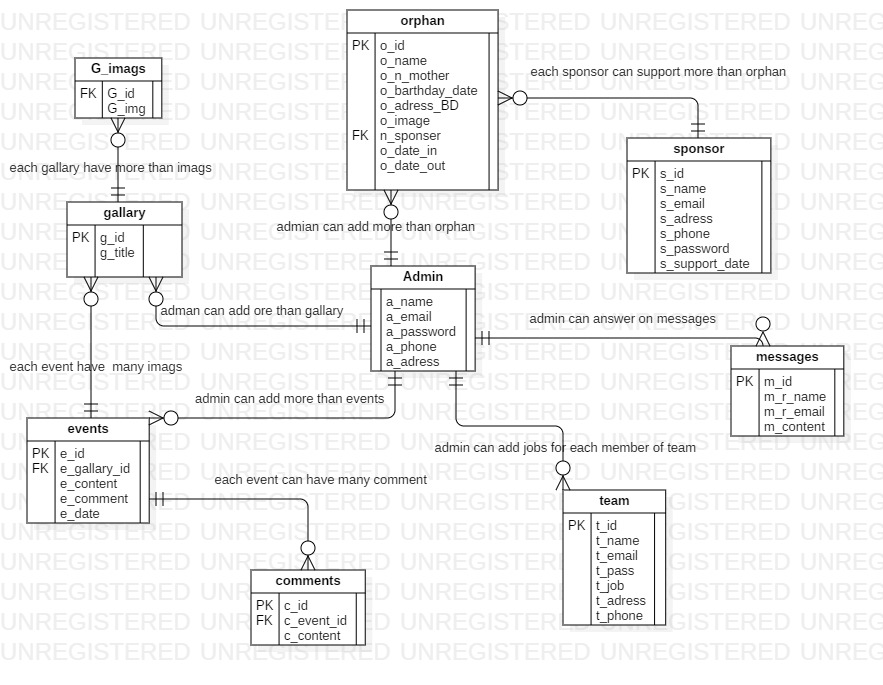 orphan
PK o_id
o_name
o_n_mother
o_barthday_date
o_adress_BD
o_image
FK n_sponser
o_date_in
o_date_out
G_imags
FK G_id
G_img
each sponsor can support more than orphan
sponsor
PK s_id
s_name
s_email
s_adress
s_phone
s_password
s_support_date
each gallary have more than imags
gallary
PK g_id
g_title
admian can add more than orphan
Admin
a_name
a_email
a_password
a_phone
a_adress
adman can add ore than gallary
admin can answer on messages
messages
PK m_id
m_r_name
m_r_email
m_content
each event have many imags
admin can add more than events
events
PK e_id
FK e_gallary_id
e_content
e_comment
e_date
admin can add jobs for each member of team
each event can have many comment
team
PK t_id
t_name
t_email
t_pass
t_job
t_adress
t_phone
comments
PK c_id
FK c_event_id
c_content
UNREGISTERED